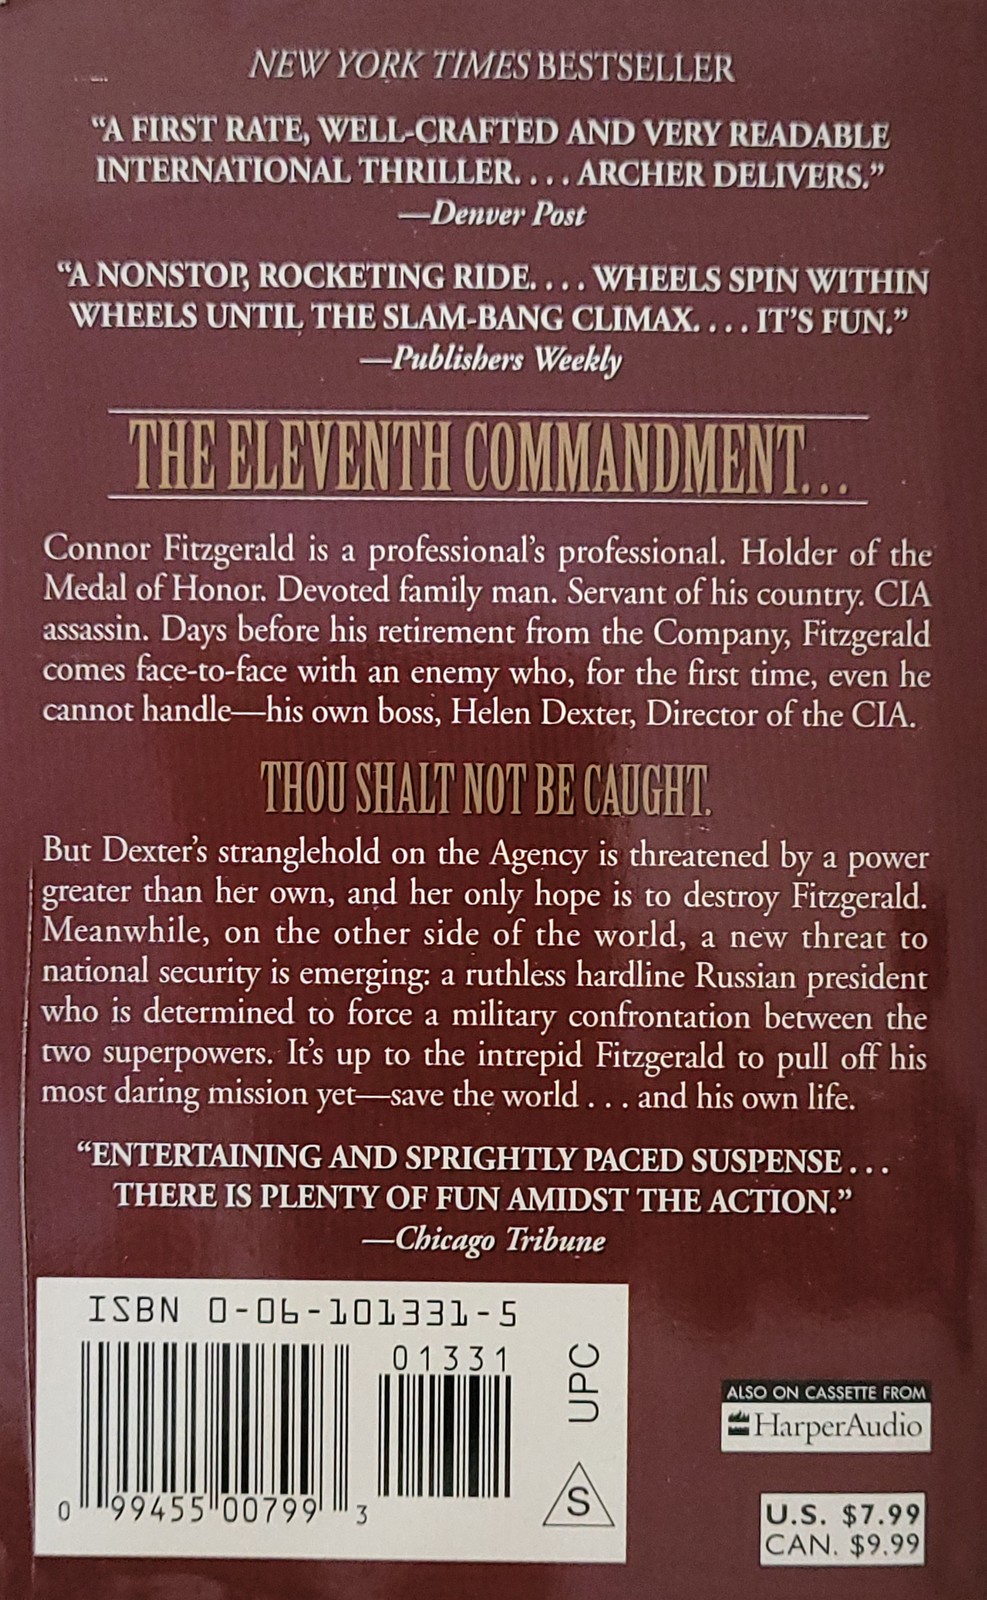 NEW YORK TIMES BESTSELLER
“A FIRST RATE, WELL-CRAFTED AND VERY READABLE
INTERNATIONAL THRILLER. . . . ARCHER DELIVERS.”
—Denver Post
“A NONSTOP, ROCKETING RIDE. . . . WHEELS SPIN WITHIN
WHEELS UNTIL THE SLAM-BANG CLIMAX. . . . IT’S FUN.”
—Publishers Weekly
THE ELEVENTH COMMANDMENT. . .
Connor Fitzgerald is a professional’s professional. Holder of the
Medal of Honor. Devoted family man. Servant of his country. CIA
assassin. Days before his retirement from the Company, Fitzgerald
comes face-to-face with an enemy who, for the first time, even he
cannot handle—his own boss, Helen Dexter, Director of the CIA.
THOU SHALT NOT BE CAUGHT.
But Dexter’s stranglehold on the Agency is threatened by a power
greater than her own, and her only hope is to destroy Fitzgerald.
Meanwhile, on the other side of the world, a new threat to
national security is emerging: a ruthless hardline Russian president
who is determined to force a military confrontation between the
two superpowers. It’s up to the intrepid Fitzgerald to pull off his
most daring mission yet—save the world . . . and his own life.
“ENTERTAINING AND SPRIGHTLY PACED SUSPENSE . . .
THERE IS PLENTY OF FUN AMIDST THE ACTION.”
—Chicago Tribune
ISBN 0-06-101331-5
01331
UPC
S
0 99455 00799 3
ALSO ON CASSETTE FROM
HarperAudio
U.S. $7.99
CAN. $9.99